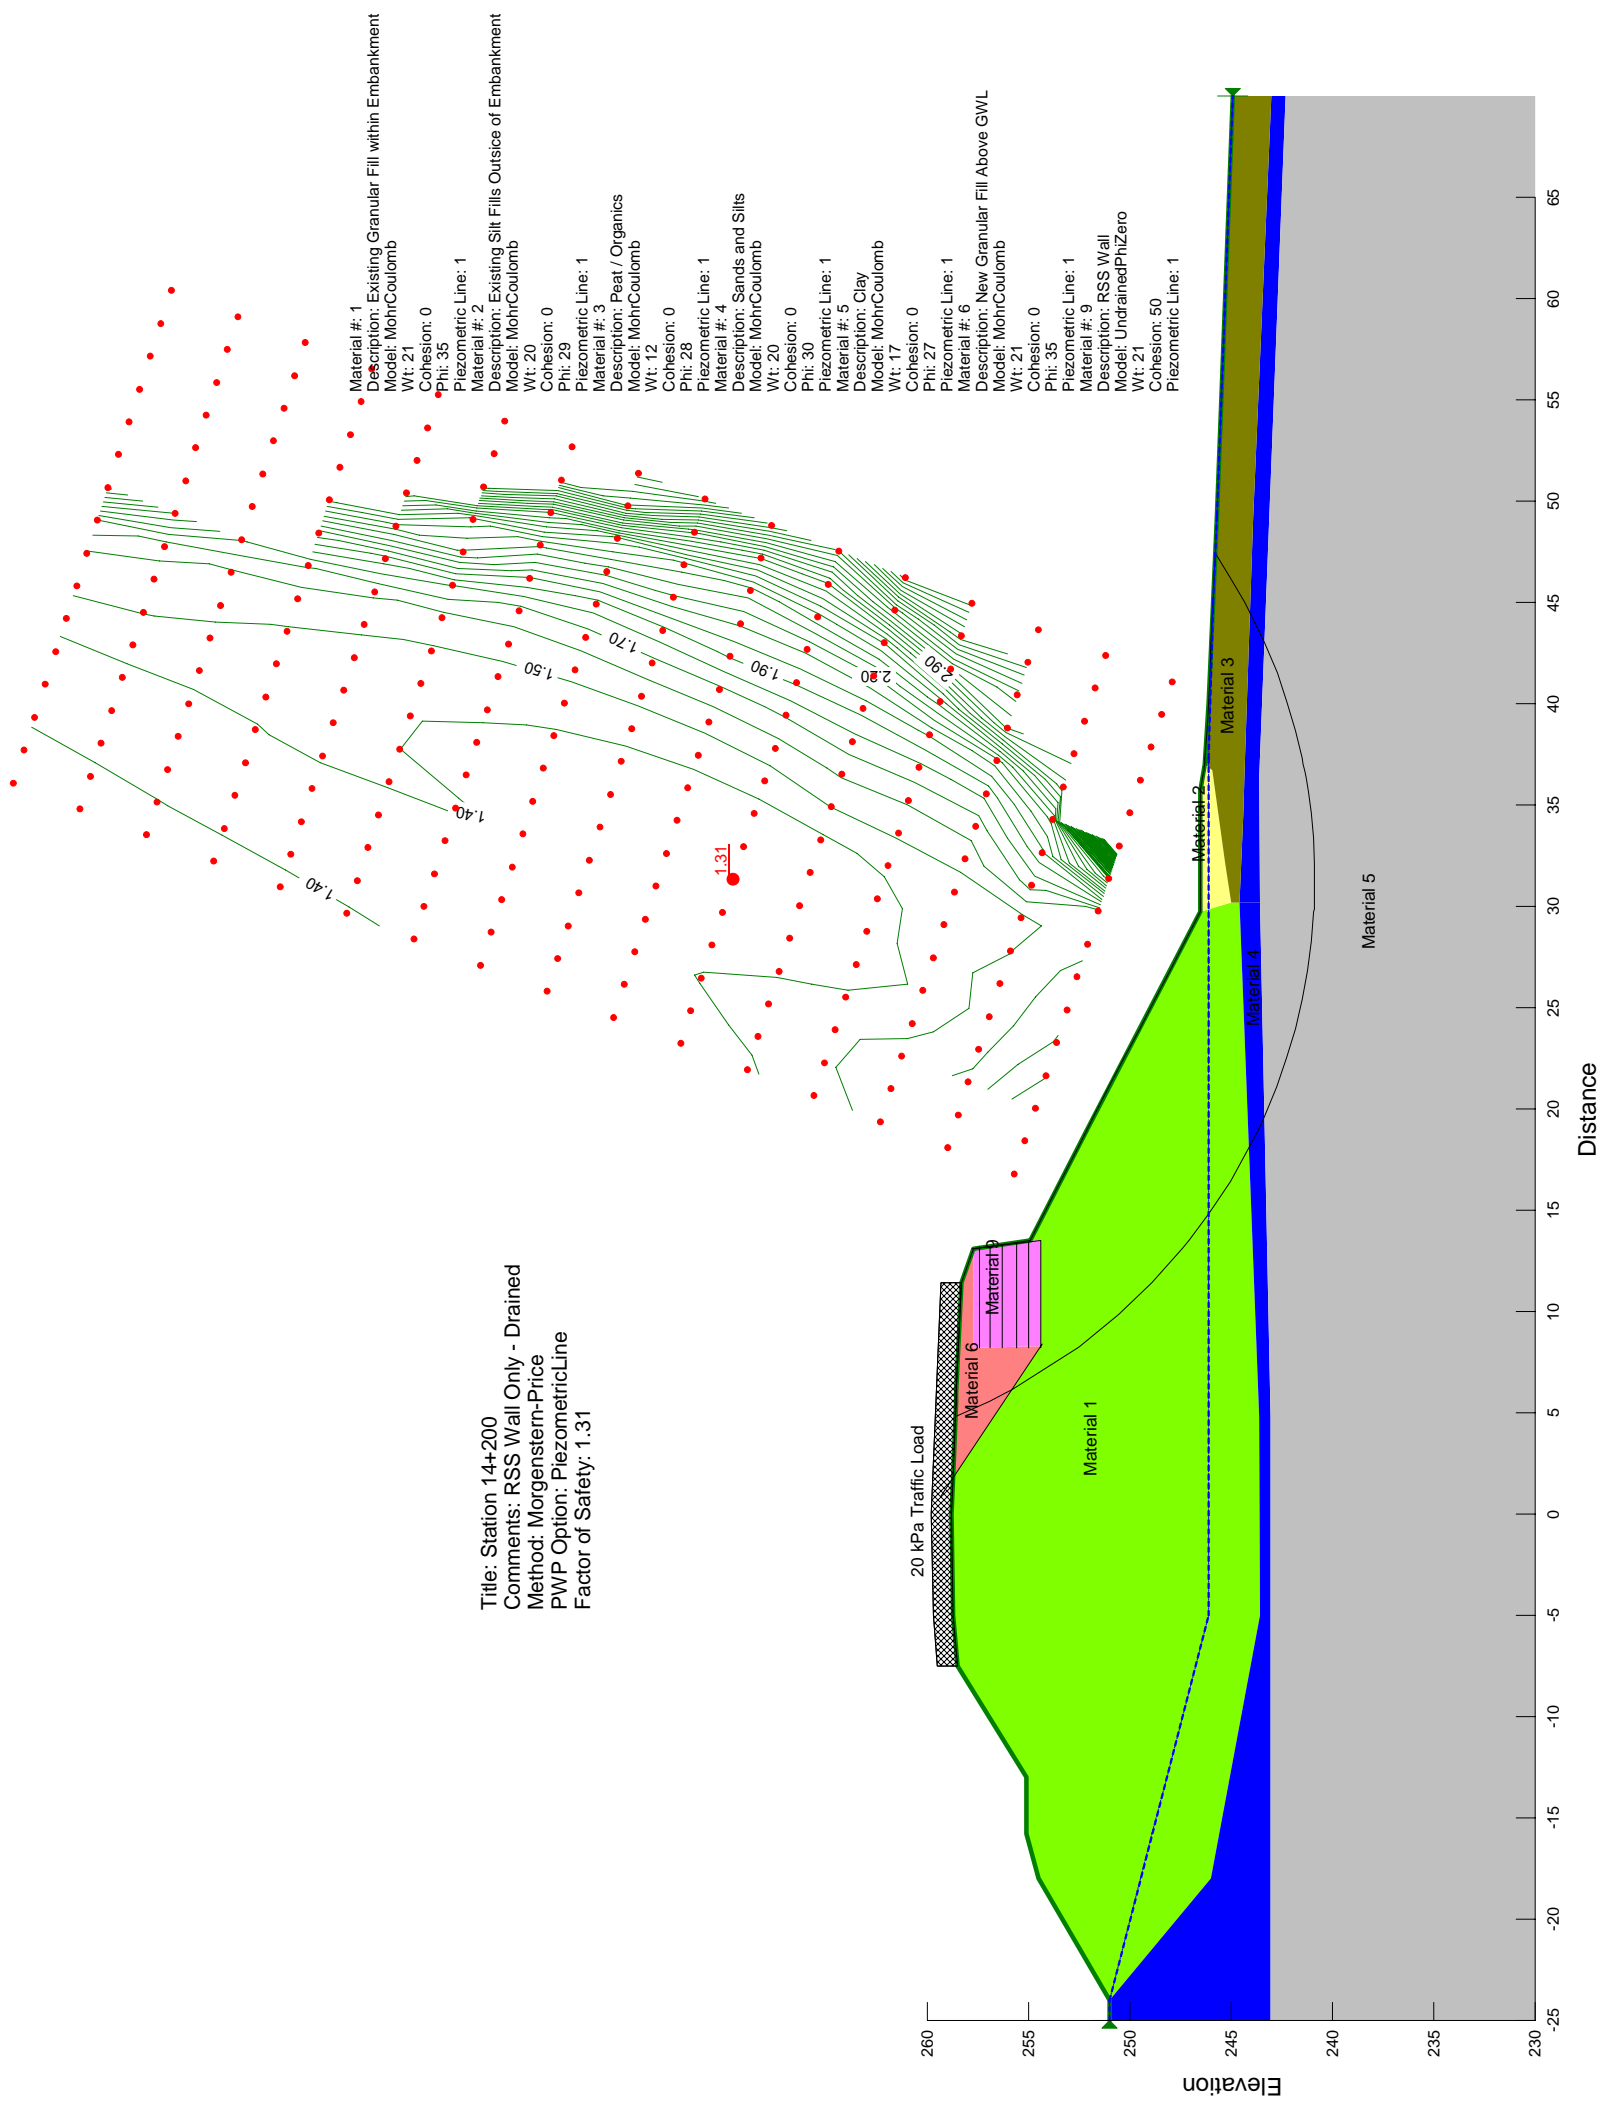 Title: Station 14+200
Comments: RSS Wall Only - Drained
Method: Morgenstern-Price
PWP Option: PiezometricLine
Factor of Safety: 1.31
Material #: 1
Description: Existing Granular Fill within Embankment
Model: MohrCoulomb
Wt: 21
Cohesion: 0
Phi: 35
Piezometric Line: 1
Material #: 2
Description: Existing Silt Fills Outsice of Embankment
Model: MohrCoulomb
Wt: 20
Cohesion: 0
Phi: 29
Piezometric Line: 1
Material #: 3
Description: Peat / Organics
Model: MohrCoulomb
Wt: 12
Cohesion: 0
Phi: 28
Piezometric Line: 1
Material #: 4
Description: Sands and Silts
Model: MohrCoulomb
Wt: 20
Cohesion: 0
Phi: 30
Piezometric Line: 1
Material #: 5
Description: Clay
Model: MohrCoulomb
Wt: 17
Cohesion: 0
Phi: 27
Piezometric Line: 1
Material #: 6
Description: New Granular Fill Above GWL
Model: MohrCoulomb
Wt: 21
Cohesion: 0
Phi: 35
Piezometric Line: 1
Material #: 9
Description: RSS Wall
Model: UndrainedPhiZero
Wt: 21
Cohesion: 50
Piezometric Line: 1
1.40
1.40
1.50
1.70
1.90
2.20
2.90
1.31
20 kPa Traffic Load
Material 6
Material 9
Material 1
Material 2
Material 3
Material 4
Material 5
Elevation
260
255
250
245
240
235
230
-25
-20
-15
-10
-5
0
5
10
15
20
25
30
35
40
45
50
55
60
65
Distance